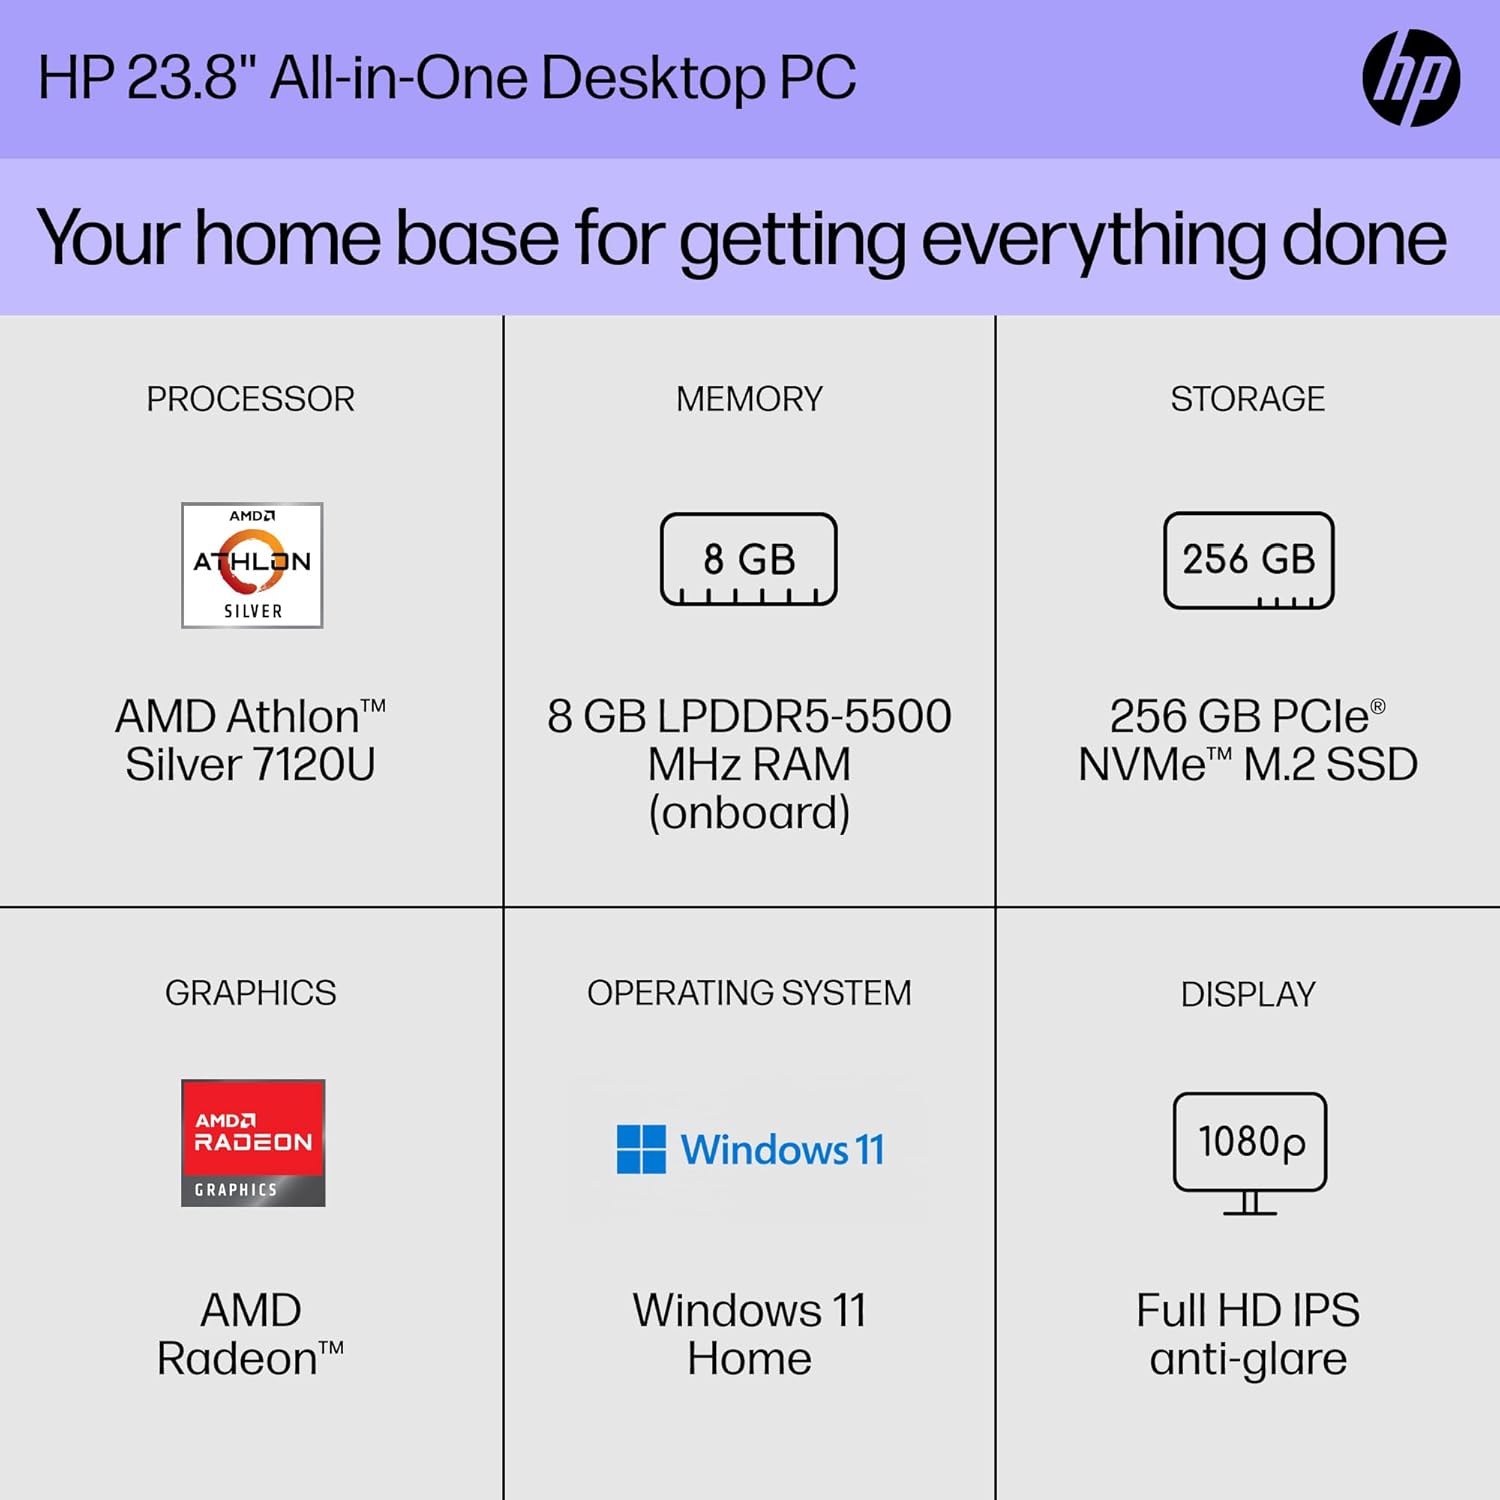 HP 23.8" All-in-One Desktop PC
hp
Your home base for getting everything done
PROCESSOR
AMD
ATHLON
SILVER
AMD Athlon™
Silver 7120U
MEMORY
8 GB
8 GB LPDDR5-5500
MHz RAM
(onboard)
STORAGE
256 GB
256 GB PCIe®
NVMe™ M.2 SSD
GRAPHICS
AMD
RADEON
GRAPHICS
AMD
Radeon™
OPERATING SYSTEM
Windows 11
Windows 11
Home
DISPLAY
1080p
Full HD IPS
anti-glare